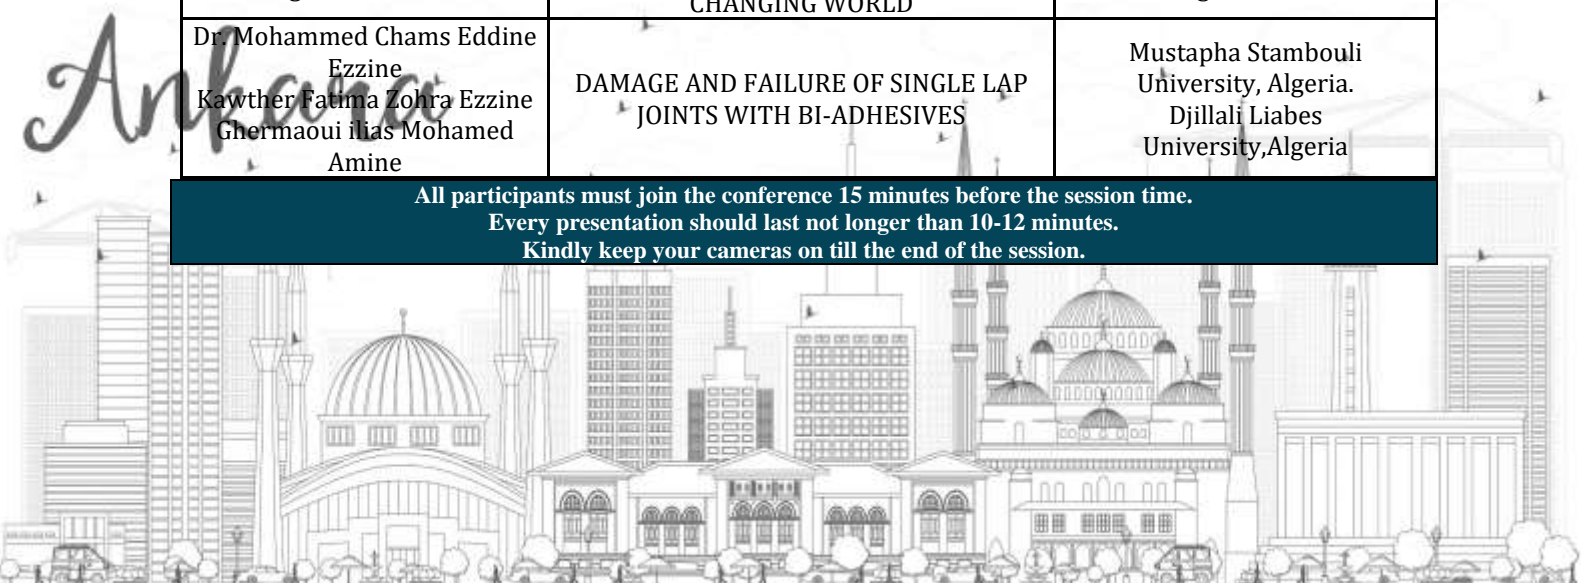 CHANGING WORLD
Ankara
Dr. Mohammed Chams Eddine
Ezzine
Kawther Fatima Zohra Ezzine
Ghermaoui ilias Mohamed
Amine
DAMAGE AND FAILURE OF SINGLE LAP
JOINTS WITH BI-ADHESIVES
Mustapha Stambouli
University, Algeria.
Djillali Liabes
University,Algeria
All participants must join the conference 15 minutes before the session time.
Every presentation should last not longer than 10-12 minutes.
Kindly keep your cameras on till the end of the session.